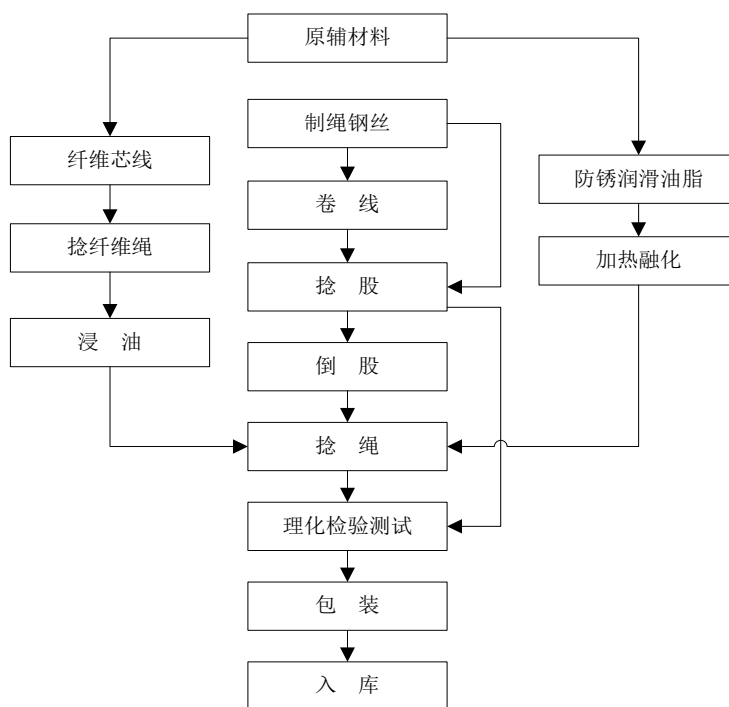 原辅材料
制绳钢丝
纤维芯线
防锈润滑油脂
卷　线
捻纤维绳
加热融化
捻　股
浸　油
倒　股
捻　绳
理化检验测试
包　装
入　库